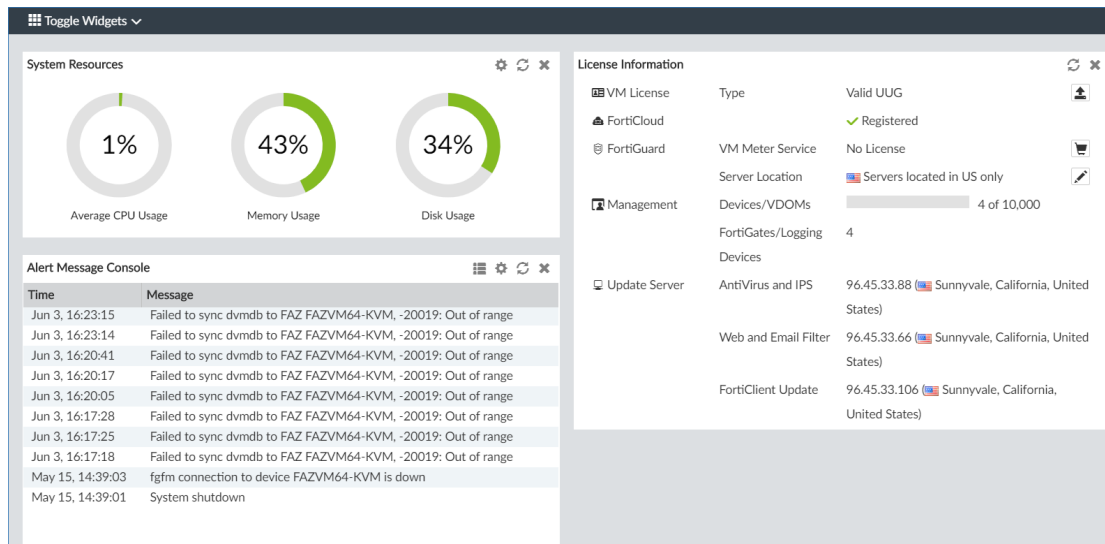 Toggle Widgets
System Resources
1%
43%
34%
Average CPU Usage
Memory Usage
Disk Usage
Alert Message Console
Time Message
Jun 3, 16:23:15 Failed to sync dvmdb to FAZ FAZVM64-KVM, -20019: Out of range
Jun 3, 16:23:14 Failed to sync dvmdb to FAZ FAZVM64-KVM, -20019: Out of range
Jun 3, 16:20:41 Failed to sync dvmdb to FAZ FAZVM64-KVM, -20019: Out of range
Jun 3, 16:20:17 Failed to sync dvmdb to FAZ FAZVM64-KVM, -20019: Out of range
Jun 3, 16:20:05 Failed to sync dvmdb to FAZ FAZVM64-KVM, -20019: Out of range
Jun 3, 16:17:28 Failed to sync dvmdb to FAZ FAZVM64-KVM, -20019: Out of range
Jun 3, 16:17:25 Failed to sync dvmdb to FAZ FAZVM64-KVM, -20019: Out of range
Jun 3, 16:17:18 Failed to sync dvmdb to FAZ FAZVM64-KVM, -20019: Out of range
May 15, 14:39:03 fgfm connection to device FAZVM64-KVM is down
May 15, 14:39:01 System shutdown
License Information
VM License Type Valid UUG
FortiCloud Registered
FortiGuard VM Meter Service No License
Server Location Servers located in US only
Management Devices/VDOMs 4 of 10,000
FortiGates/Logging 4
Devices
Update Server AntiVirus and IPS 96.45.33.88 (Sunnyvale, California, United
States)
Web and Email Filter 96.45.33.66 (Sunnyvale, California, United
States)
FortiClient Update 96.45.33.106 (Sunnyvale, California,
United States)